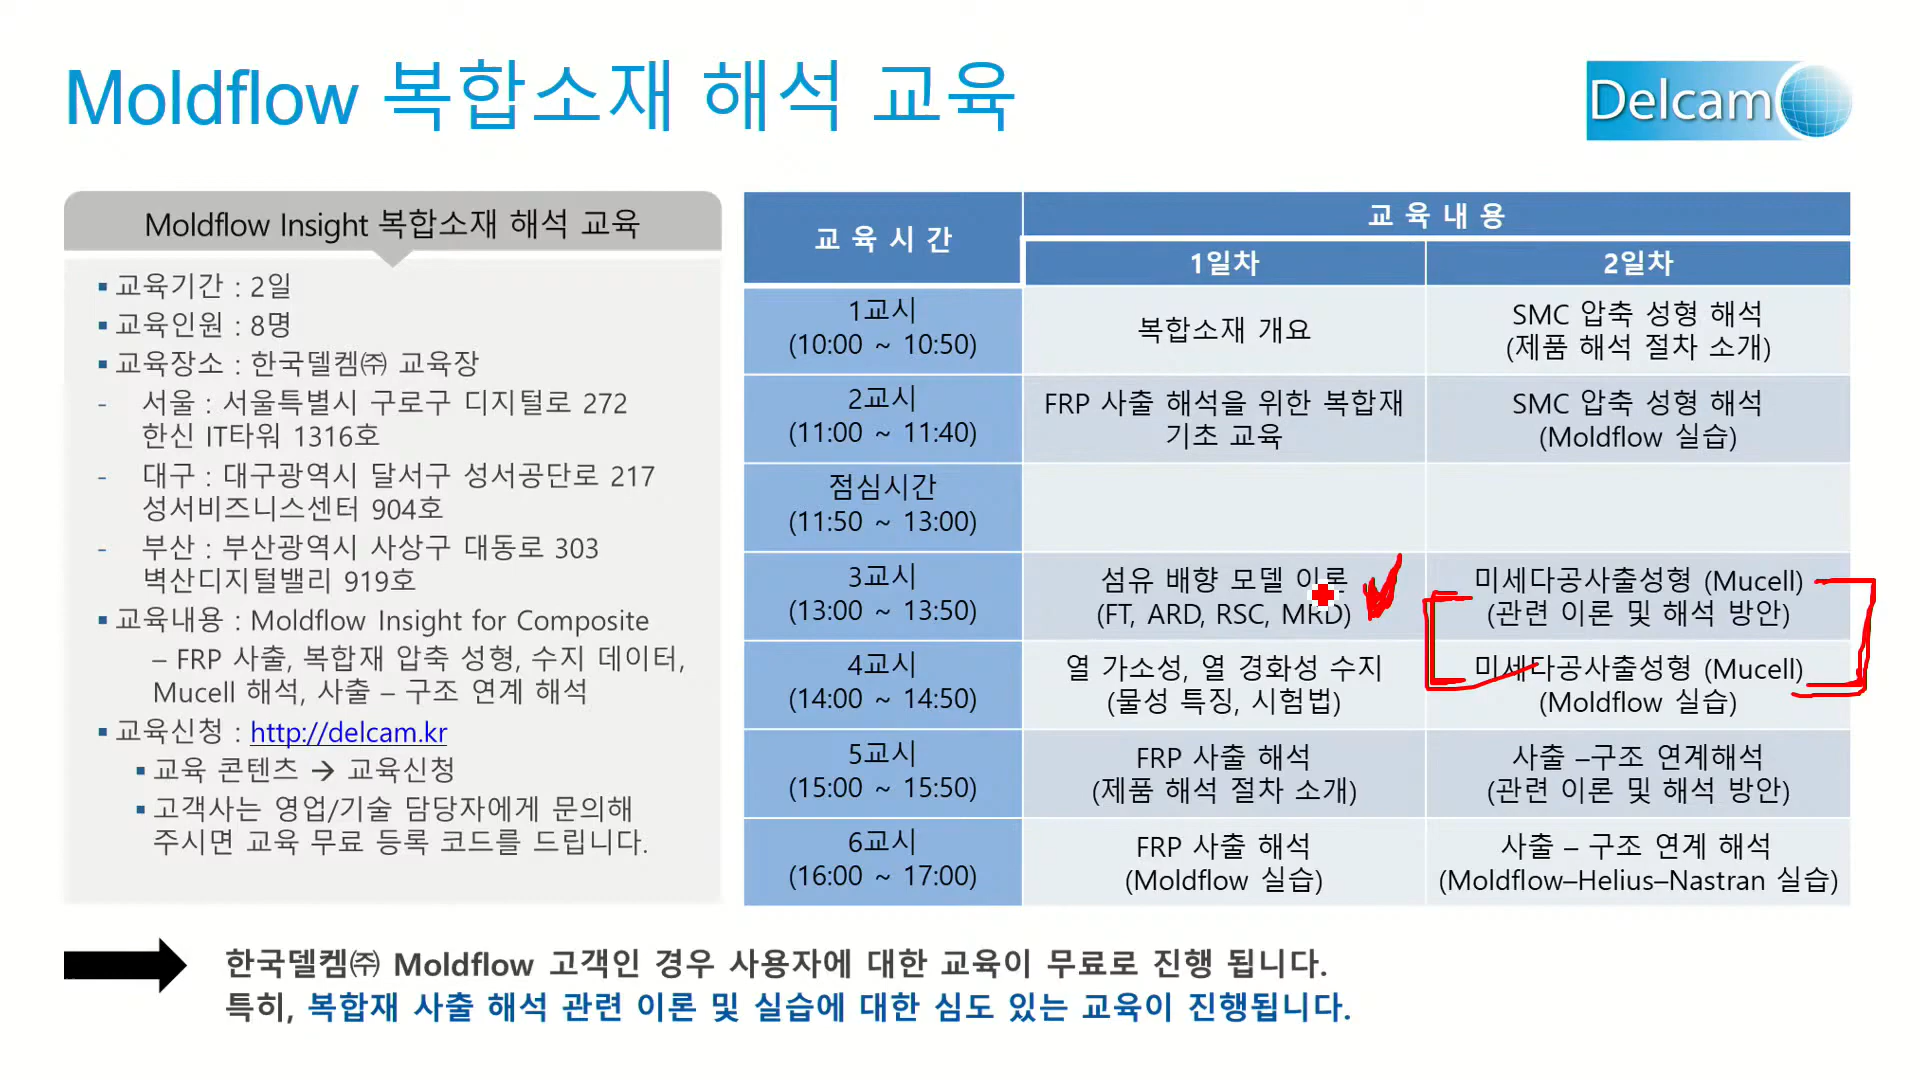 Moldflow 복합소재 해석 교육
Delcam
Moldflow Insight 복합소재 해석 교육
▪ 교육기간 : 2일
▪ 교육인원 : 8명
▪ 교육장소 : 한국델켐㈜ 교육장
- 서울 : 서울특별시 구로구 디지털로 272
한신 IT타워 1316호
- 대구 : 대구광역시 달서구 성서공단로 217
성서비즈니스센터 904호
- 부산 : 부산광역시 사상구 대동로 303
벽산디지털밸리 919호
▪ 교육내용 : Moldflow Insight for Composite
– FRP 사출, 복합재 압축 성형, 수지 데이터,
Mucell 해석, 사출 – 구조 연계 해석
▪ 교육신청 : http://delcam.kr
▪ 교육 콘텐츠 → 교육신청
▪ 고객사는 영업/기술 담당자에게 문의해
주시면 교육 무료 등록 코드를 드립니다.
교 육 시 간
교 육 내 용
1일차
2일차
1교시
(10:00 ~ 10:50)
복합소재 개요
SMC 압축 성형 해석
(제품 해석 절차 소개)
2교시
(11:00 ~ 11:40)
FRP 사출 해석을 위한 복합재
기초 교육
SMC 압축 성형 해석
(Moldflow 실습)
점심시간
(11:50 ~ 13:00)
3교시
(13:00 ~ 13:50)
섬유 배향 모델 이론
(FT, ARD, RSC, MRD)
미세다공사출성형 (Mucell)
(관련 이론 및 해석 방안)
4교시
(14:00 ~ 14:50)
열 가소성, 열 경화성 수지
(물성 특징, 시험법)
미세다공사출성형 (Mucell)
(Moldflow 실습)
5교시
(15:00 ~ 15:50)
FRP 사출 해석
(제품 해석 절차 소개)
사출 –구조 연계해석
(관련 이론 및 해석 방안)
6교시
(16:00 ~ 17:00)
FRP 사출 해석
(Moldflow 실습)
사출 – 구조 연계 해석
(Moldflow–Helius–Nastran 실습)
한국델켐㈜ Moldflow 고객인 경우 사용자에 대한 교육이 무료로 진행 됩니다.
특히, 복합재 사출 해석 관련 이론 및 실습에 대한 심도 있는 교육이 진행됩니다.